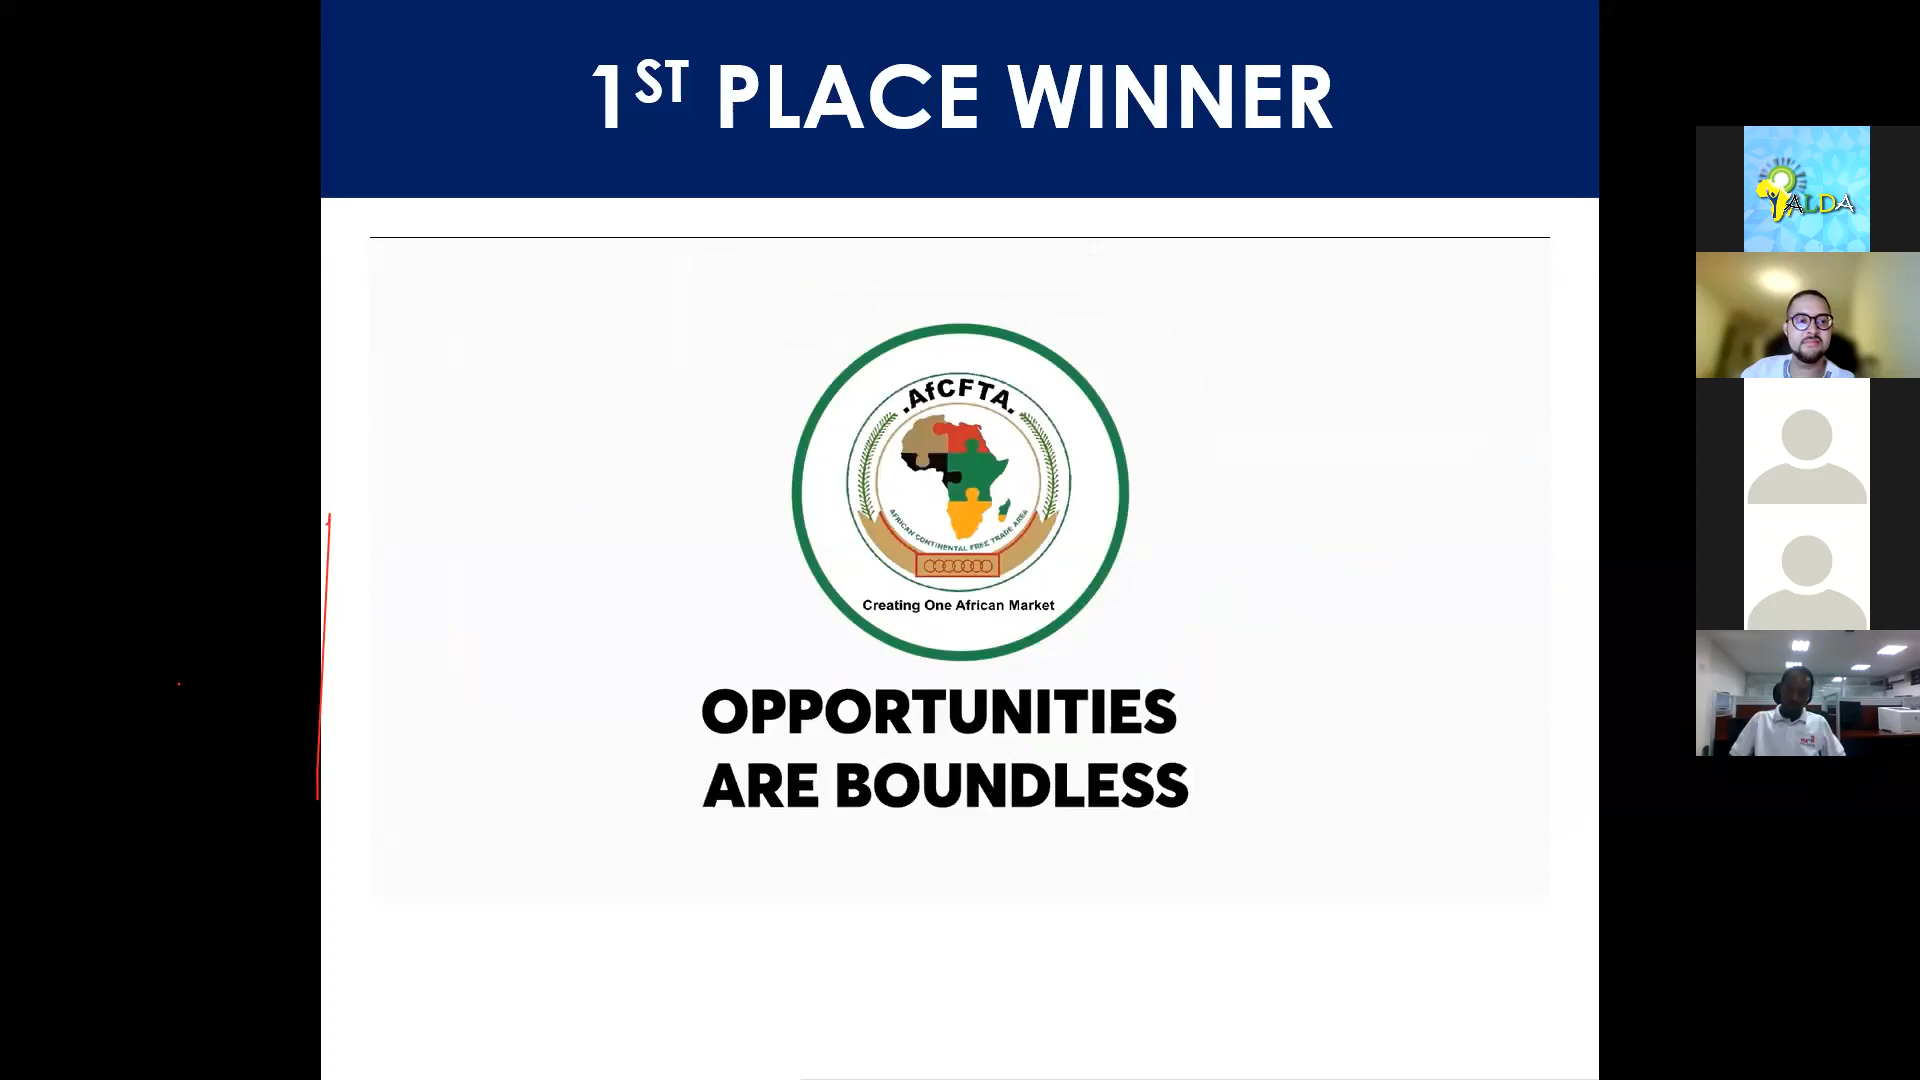 1ST PLACE WINNER
.AfCFTA.
AFRICAN CONTINENTAL FREE TRADE AREA
Creating One African Market
OPPORTUNITIES
ARE BOUNDLESS
ALDA